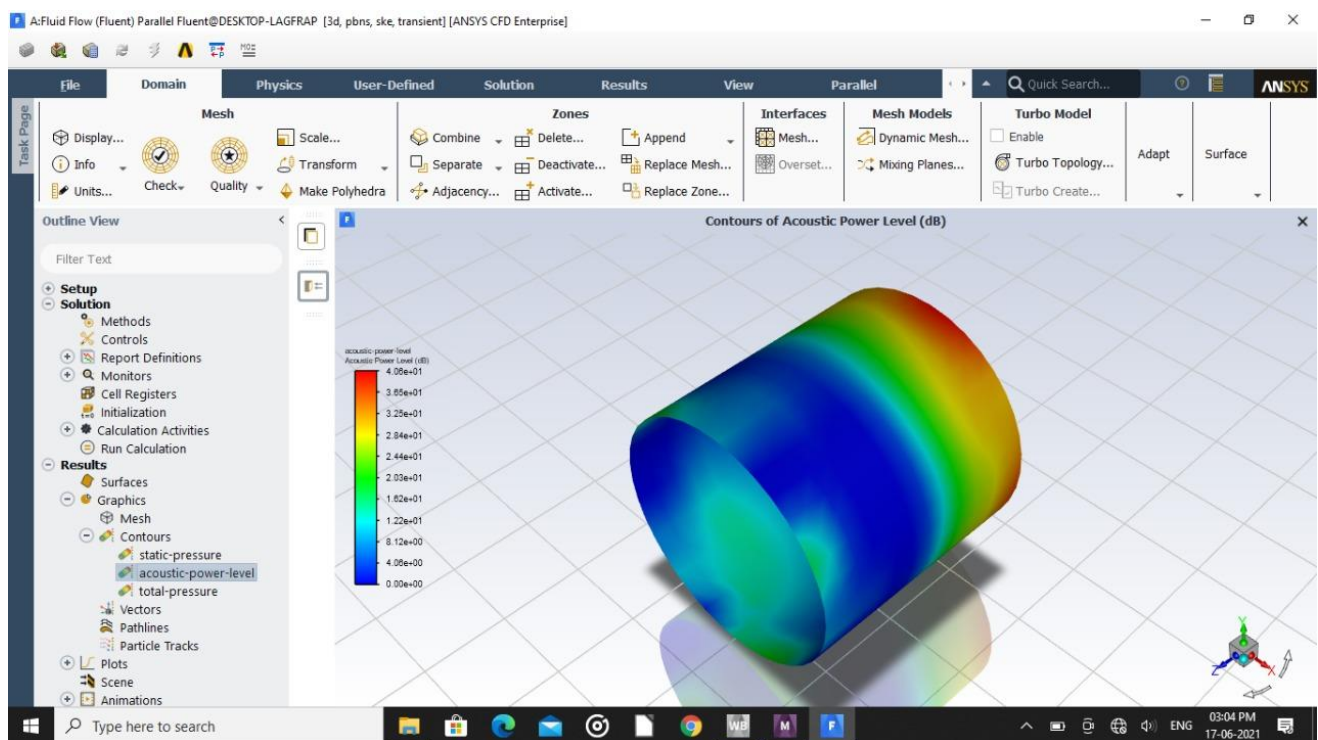 A:Fluid Flow (Fluent) Parallel Fluent@DESKTOP-LAGFRAP [3d, pbns, ske, transient] [ANSYS CFD Enterprise]
File Domain Physics User-Defined Solution Results View Parallel Quick Search... ANSYS
Task Page
Mesh Zones Interfaces Mesh Models Turbo Model
Display... Scale... Combine Delete... Append Mesh... Dynamic Mesh... Enable
Info Transform Separate Deactivate... Replace Mesh... Overset... Mixing Planes... Turbo Topology...
Units... Check Quality Make Polyhedra Adjacency... Activate... Replace Zone... Turbo Create...
Adapt Surface
Outline View
Filter Text
Setup
Solution
Methods
Controls
Report Definitions
Monitors
Cell Registers
Initialization
Calculation Activities
Run Calculation
Results
Surfaces
Graphics
Mesh
Contours
static-pressure
acoustic-power-level
total-pressure
Vectors
Pathlines
Particle Tracks
Plots
Scene
Animations
Contours of Acoustic Power Level (dB)
acoustic-power-level
Acoustic Power Level (dB)
4.06e+01
3.65e+01
3.25e+01
2.84e+01
2.44e+01
2.03e+01
1.62e+01
1.22e+01
8.12e+00
4.06e+00
0.00e+00
Y
Z X
Type here to search
WB M F
ENG 03:04 PM
17-06-2021